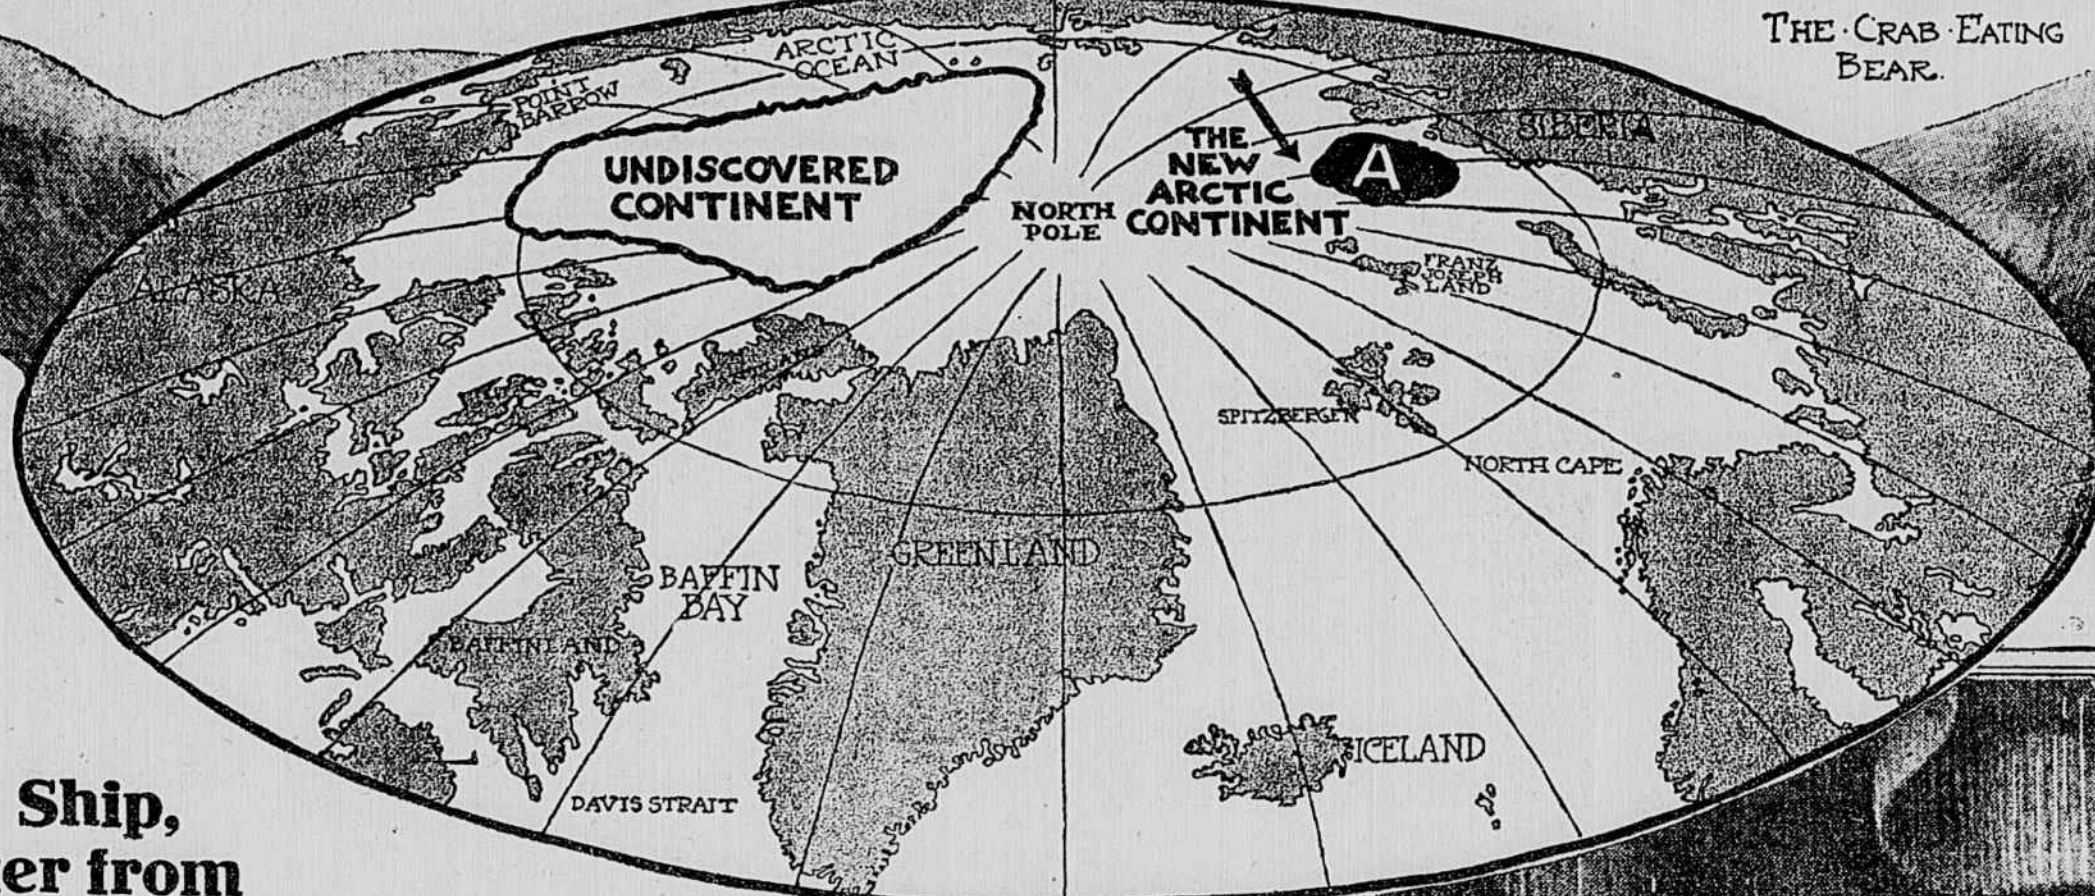 THE·CRAB·EATING
BEAR.
ARCTIC
OCEAN
POINT
BARROW
UNDISCOVERED
CONTINENT
NORTH
POLE
THE
NEW
ARCTIC
CONTINENT
A
SIBERIA
ALASKA
FRANZ
JOSEPH
LAND
SPITZBERGEN
NORTH CAPE
GREENLAND
BAFFIN
BAY
BAFFINLAND
ICELAND
DAVIS STRAIT
Ship,
er from